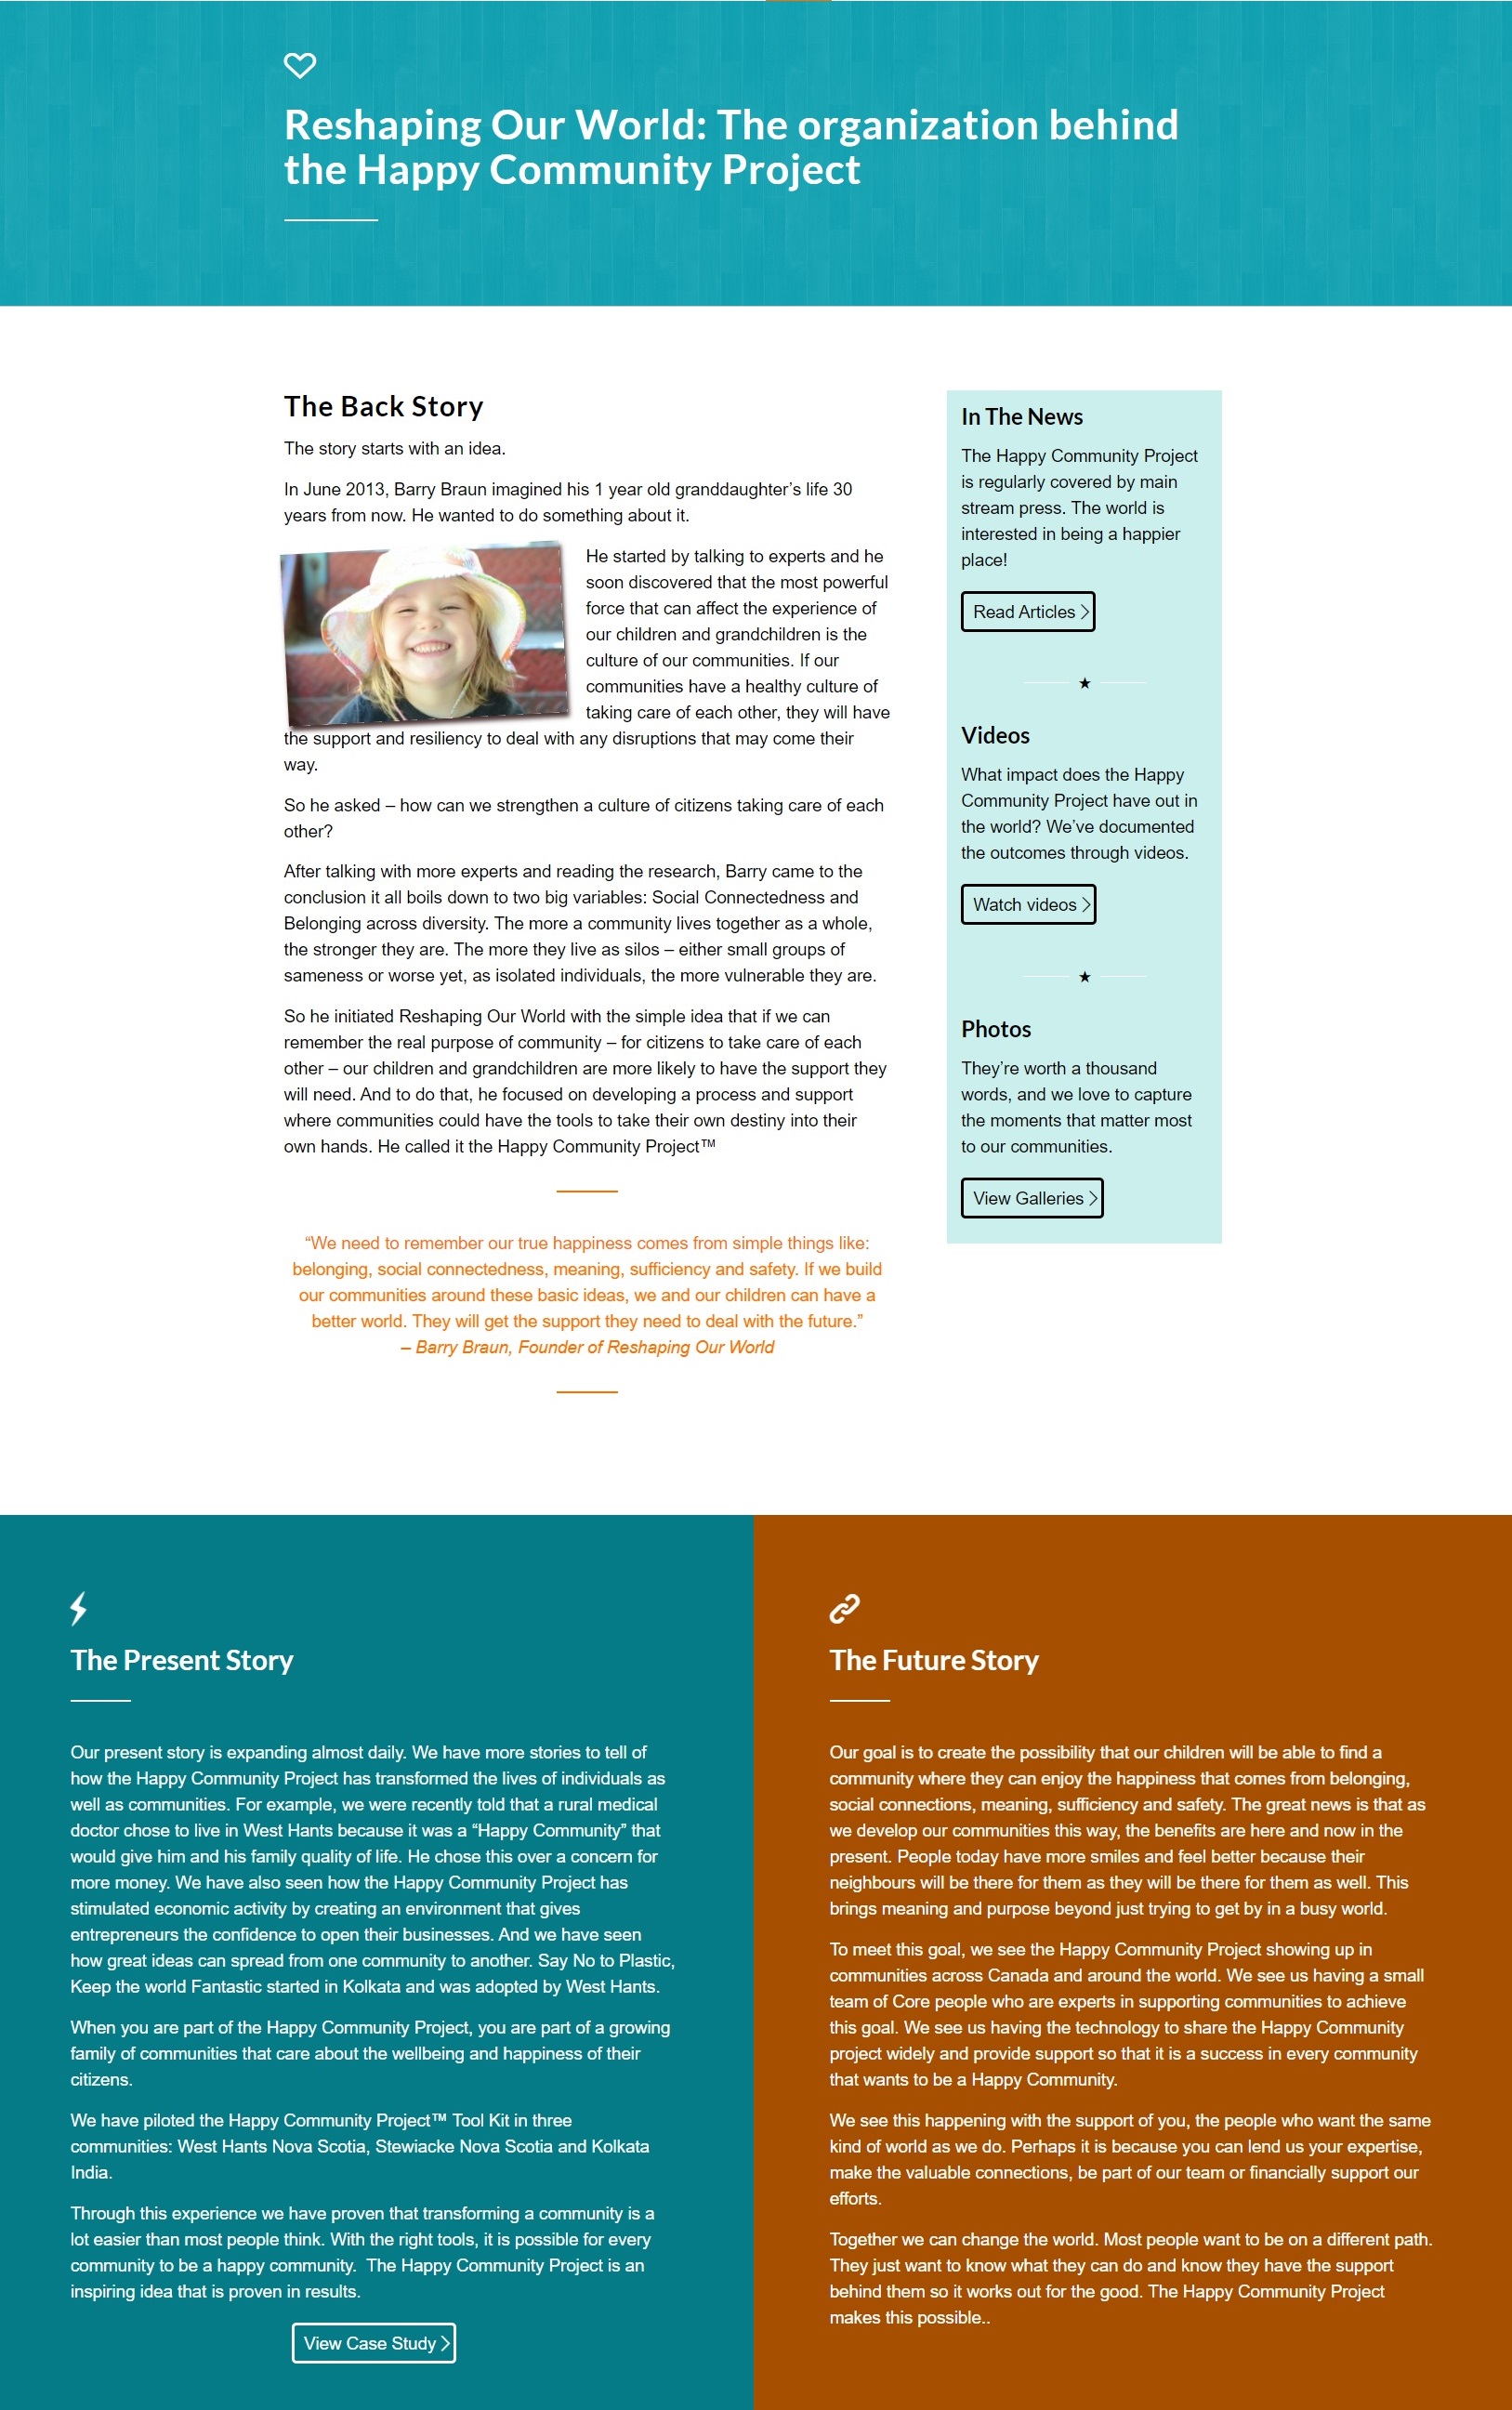 Reshaping Our World: The organization behind
the Happy Community Project
The Back Story
The story starts with an idea.
In June 2013, Barry Braun imagined his 1 year old granddaughter’s life 30
years from now. He wanted to do something about it.
He started by talking to experts and he
soon discovered that the most powerful
force that can affect the experience of
our children and grandchildren is the
culture of our communities. If our
communities have a healthy culture of
taking care of each other, they will have
the support and resiliency to deal with any disruptions that may come their
way.
So he asked – how can we strengthen a culture of citizens taking care of each
other?
After talking with more experts and reading the research, Barry came to the
conclusion it all boils down to two big variables: Social Connectedness and
Belonging across diversity. The more a community lives together as a whole,
the stronger they are. The more they live as silos – either small groups of
sameness or worse yet, as isolated individuals, the more vulnerable they are.
So he initiated Reshaping Our World with the simple idea that if we can
remember the real purpose of community – for citizens to take care of each
other – our children and grandchildren are more likely to have the support they
will need. And to do that, he focused on developing a process and support
where communities could have the tools to take their own destiny into their
own hands. He called it the Happy Community Project™
“We need to remember our true happiness comes from simple things like:
belonging, social connectedness, meaning, sufficiency and safety. If we build
our communities around these basic ideas, we and our children can have a
better world. They will get the support they need to deal with the future.”
– Barry Braun, Founder of Reshaping Our World
In The News
The Happy Community Project
is regularly covered by main
stream press. The world is
interested in being a happier
place!
Read Articles
Videos
What impact does the Happy
Community Project have out in
the world? We’ve documented
the outcomes through videos.
Watch videos
Photos
They’re worth a thousand
words, and we love to capture
the moments that matter most
to our communities.
View Galleries
The Present Story
Our present story is expanding almost daily. We have more stories to tell of
how the Happy Community Project has transformed the lives of individuals as
well as communities. For example, we were recently told that a rural medical
doctor chose to live in West Hants because it was a “Happy Community” that
would give him and his family quality of life. He chose this over a concern for
more money. We have also seen how the Happy Community Project has
stimulated economic activity by creating an environment that gives
entrepreneurs the confidence to open their businesses. And we have seen
how great ideas can spread from one community to another. Say No to Plastic,
Keep the world Fantastic started in Kolkata and was adopted by West Hants.
When you are part of the Happy Community Project, you are part of a growing
family of communities that care about the wellbeing and happiness of their
citizens.
We have piloted the Happy Community Project™ Tool Kit in three
communities: West Hants Nova Scotia, Stewiacke Nova Scotia and Kolkata
India.
Through this experience we have proven that transforming a community is a
lot easier than most people think. With the right tools, it is possible for every
community to be a happy community.  The Happy Community Project is an
inspiring idea that is proven in results.
View Case Study
The Future Story
Our goal is to create the possibility that our children will be able to find a
community where they can enjoy the happiness that comes from belonging,
social connections, meaning, sufficiency and safety. The great news is that as
we develop our communities this way, the benefits are here and now in the
present. People today have more smiles and feel better because their
neighbours will be there for them as they will be there for them as well. This
brings meaning and purpose beyond just trying to get by in a busy world.
To meet this goal, we see the Happy Community Project showing up in
communities across Canada and around the world. We see us having a small
team of Core people who are experts in supporting communities to achieve
this goal. We see us having the technology to share the Happy Community
project widely and provide support so that it is a success in every community
that wants to be a Happy Community.
We see this happening with the support of you, the people who want the same
kind of world as we do. Perhaps it is because you can lend us your expertise,
make the valuable connections, be part of our team or financially support our
efforts.
Together we can change the world. Most people want to be on a different path.
They just want to know what they can do and know they have the support
behind them so it works out for the good. The Happy Community Project
makes this possible..